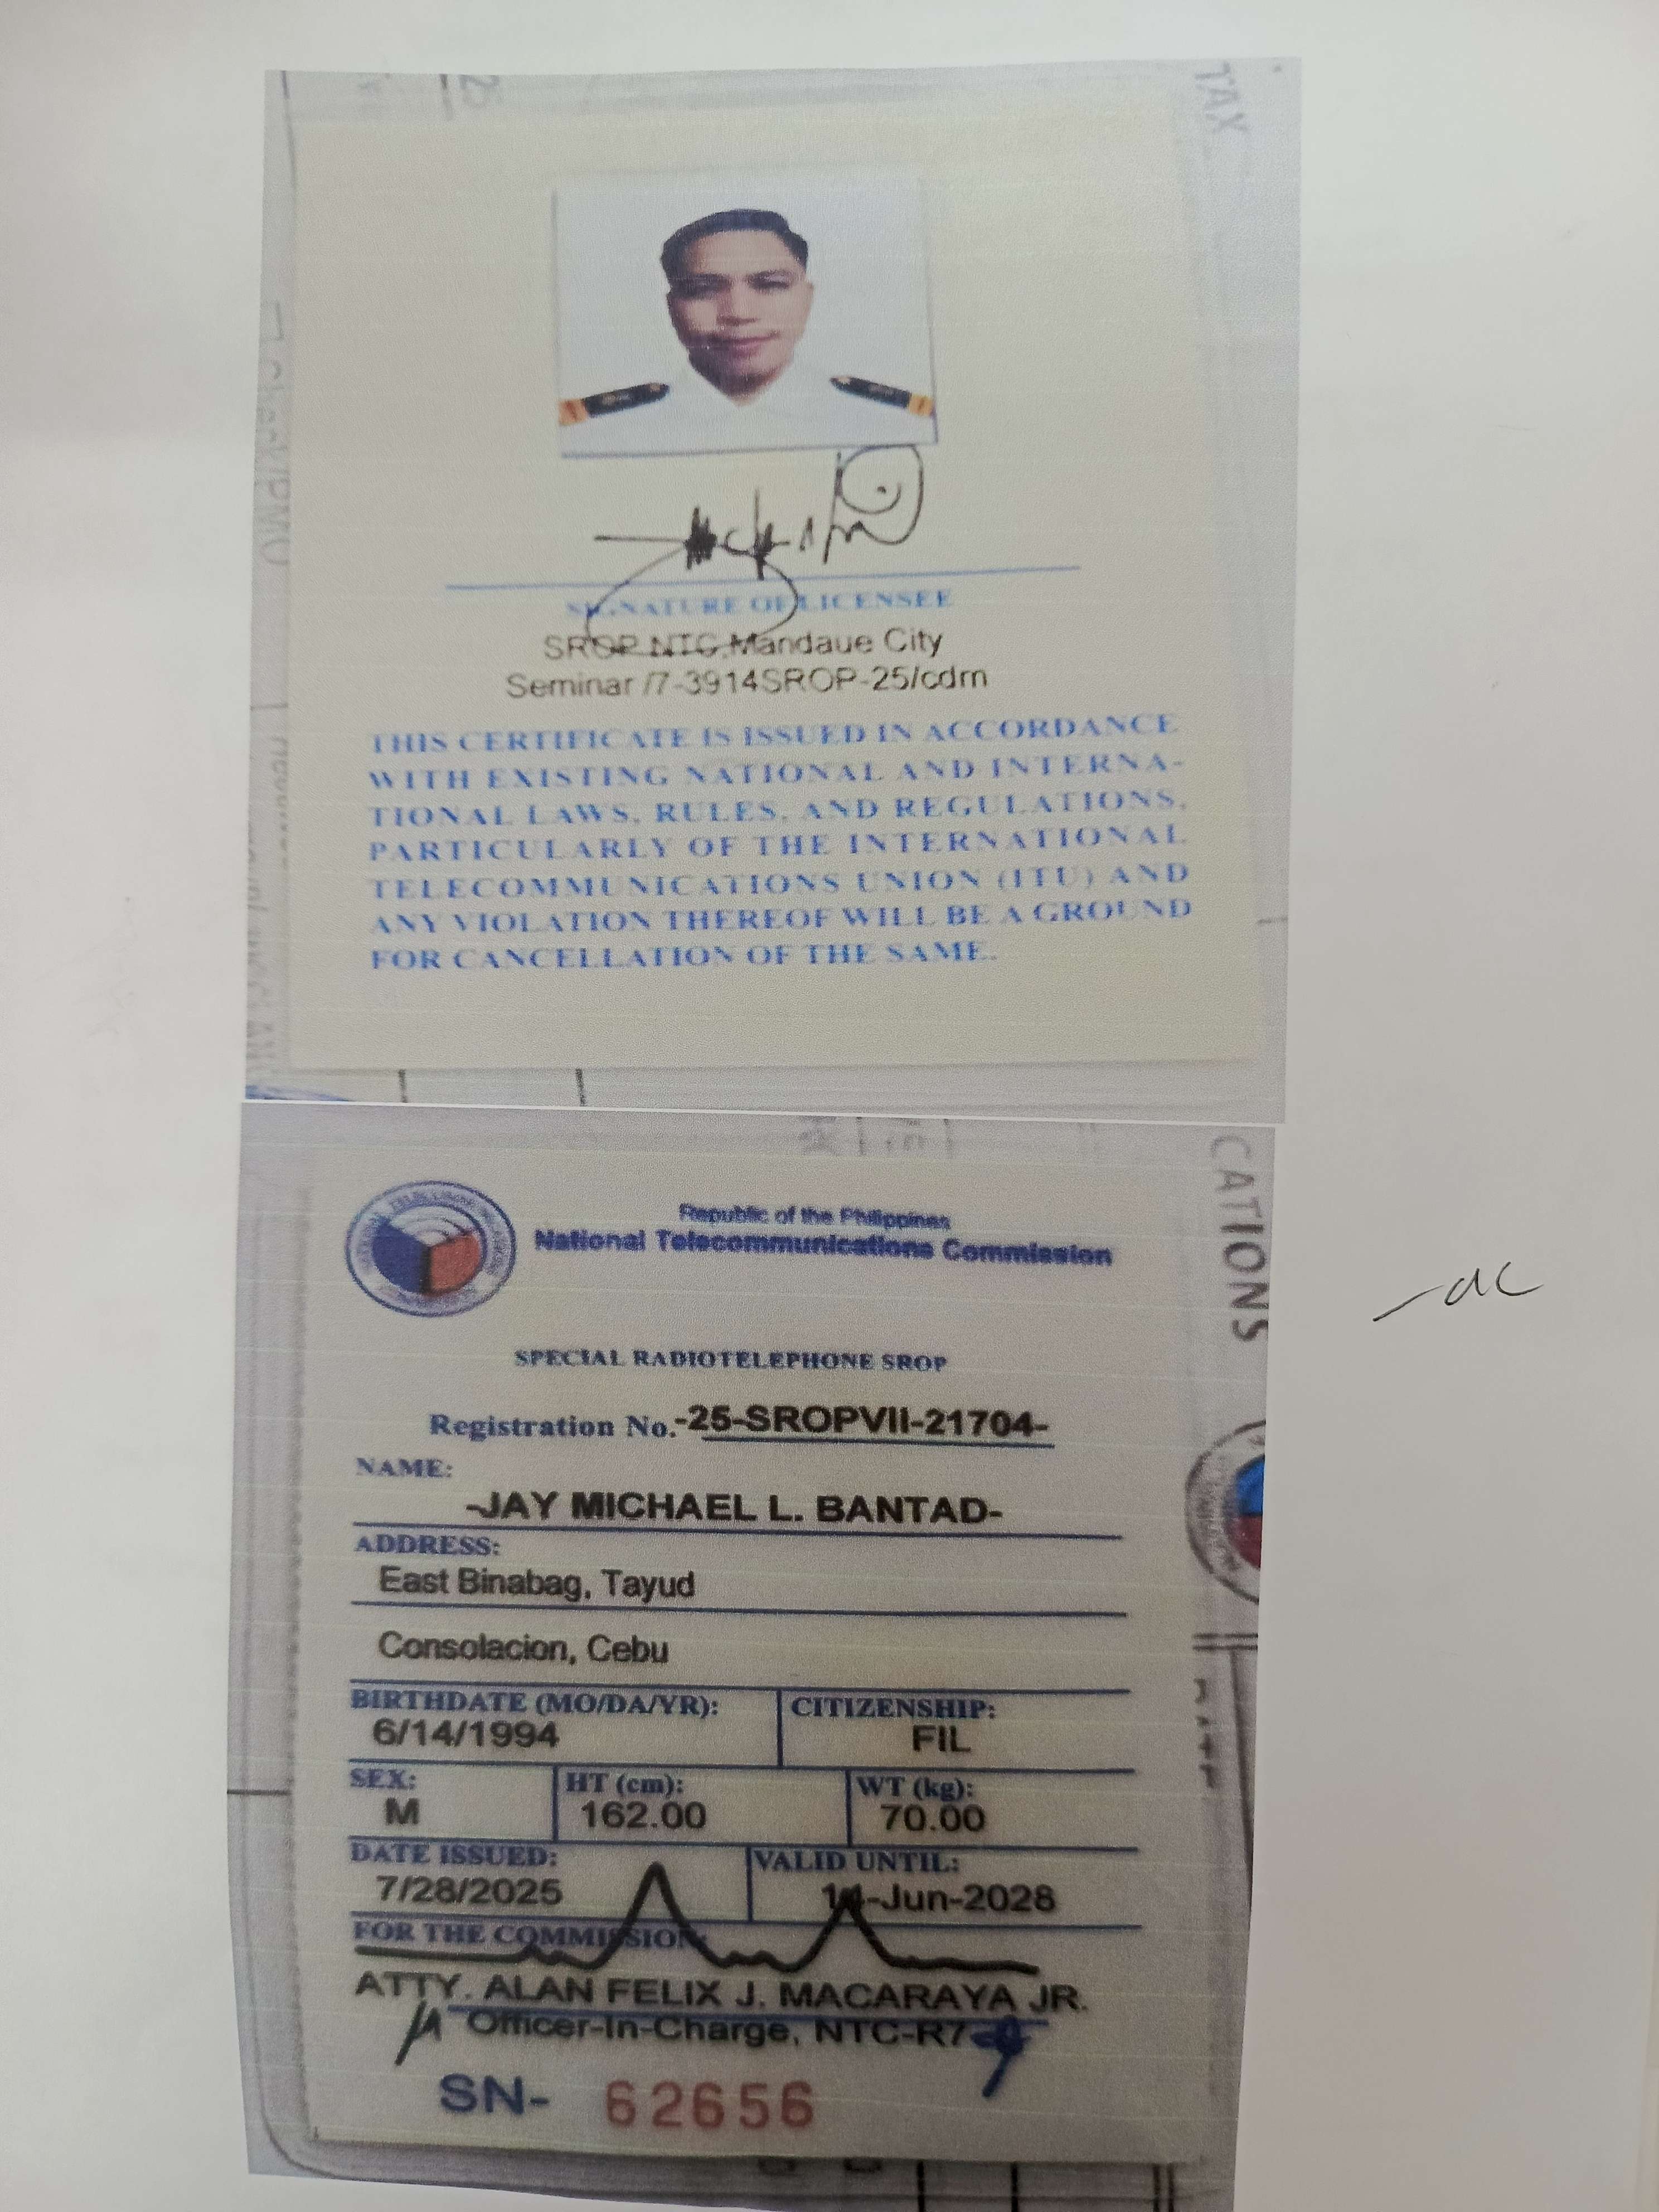 TAX
SIGNATURE OF LICENSEE
SROP NTC,Mandaue City
Seminar /7-3914SROP-25/cdm
THIS CERTIFICATE IS ISSUED IN ACCORDANCE
WITH EXISTING NATIONAL AND INTERNA-
TIONAL LAWS, RULES, AND REGULATIONS,
PARTICULARLY OF THE INTERNATIONAL
TELECOMMUNICATIONS UNION (ITU) AND
ANY VIOLATION THEREOF WILL BE A GROUND
FOR CANCELLATION OF THE SAME.
CATIONS
Republic of the Philippines
National Telecommunications Commission
SPECIAL RADIOTELEPHONE SROP
Registration No.-25-SROPVII-21704-
NAME:
-JAY MICHAEL L. BANTAD-
ADDRESS:
East Binabag, Tayud
Consolacion, Cebu
BIRTHDATE (MO/DA/YR): CITIZENSHIP:
6/14/1994 FIL
SEX: HT (cm): WT (kg):
M 162.00 70.00
DATE ISSUED: VALID UNTIL:
7/28/2025 14-Jun-2028
FOR THE COMMISSION:
ATTY. ALAN FELIX J. MACARAYA JR.
Officer-In-Charge, NTC-R7
SN- 62656